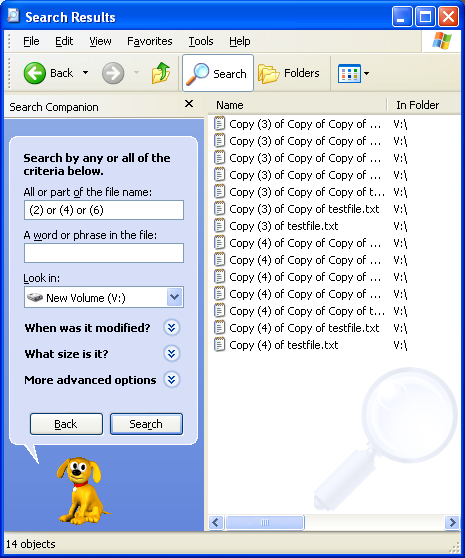 Search Results
File Edit View Favorites Tools Help
Back Search Folders
Search Companion
Search by any or all of the
criteria below.
All or part of the file name:
(2) or (4) or (6)
A word or phrase in the file:
Look in:
New Volume (V:)
When was it modified?
What size is it?
More advanced options
Back Search
Name In Folder
Copy (3) of Copy of Copy of ... V:\
Copy (3) of Copy of Copy of ... V:\
Copy (3) of Copy of Copy of ... V:\
Copy (3) of Copy of Copy of ... V:\
Copy (3) of Copy of Copy of t... V:\
Copy (3) of Copy of testfile.txt V:\
Copy (3) of testfile.txt V:\
Copy (4) of Copy of Copy of ... V:\
Copy (4) of Copy of Copy of ... V:\
Copy (4) of Copy of Copy of ... V:\
Copy (4) of Copy of Copy of ... V:\
Copy (4) of Copy of Copy of t... V:\
Copy (4) of Copy of testfile.txt V:\
Copy (4) of testfile.txt V:\
14 objects